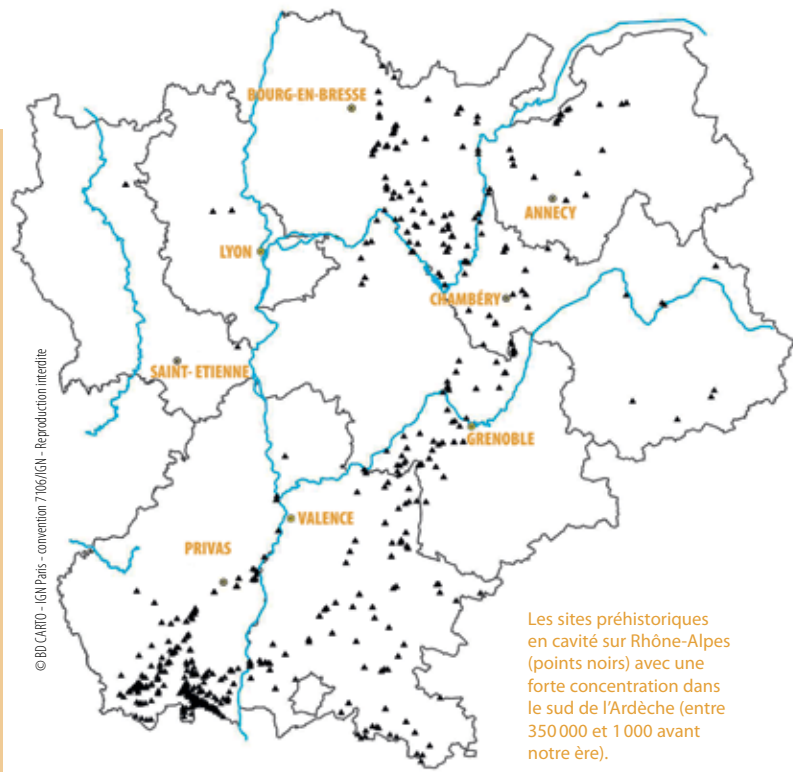 BOURG-EN-BRESSE
ANNECY
LYON
CHAMBÉRY
SAINT- ETIENNE
GRENOBLE
VALENCE
PRIVAS
© BD CARTO – IGN Paris – convention 7106/IGN – Reproduction interdite
Les sites préhistoriques
en cavité sur Rhône-Alpes
(points noirs) avec une
forte concentration dans
le sud de l’Ardèche (entre
350 000 et 1 000 avant
notre ère).